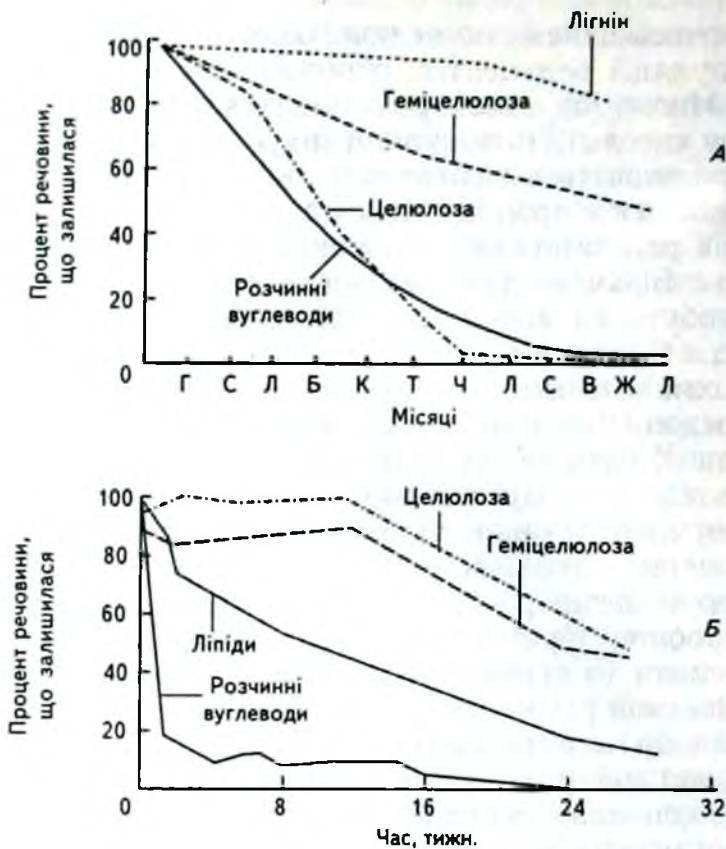 Процент речовини,
що залишилася
100
80
60
40
20
0
Лігнін
Геміцелюлоза
А
Целюлоза
Розчинні
вуглеводи
Г С Л Б К Т Ч Л С В Ж Л
Місяці
Процент речовини,
що залишилася
100
80
60
40
20
Целюлоза
Геміцелюлоза
Б
Ліпіди
Розчинні
вуглеводи
0 8 16 24 32
Час, тижн.